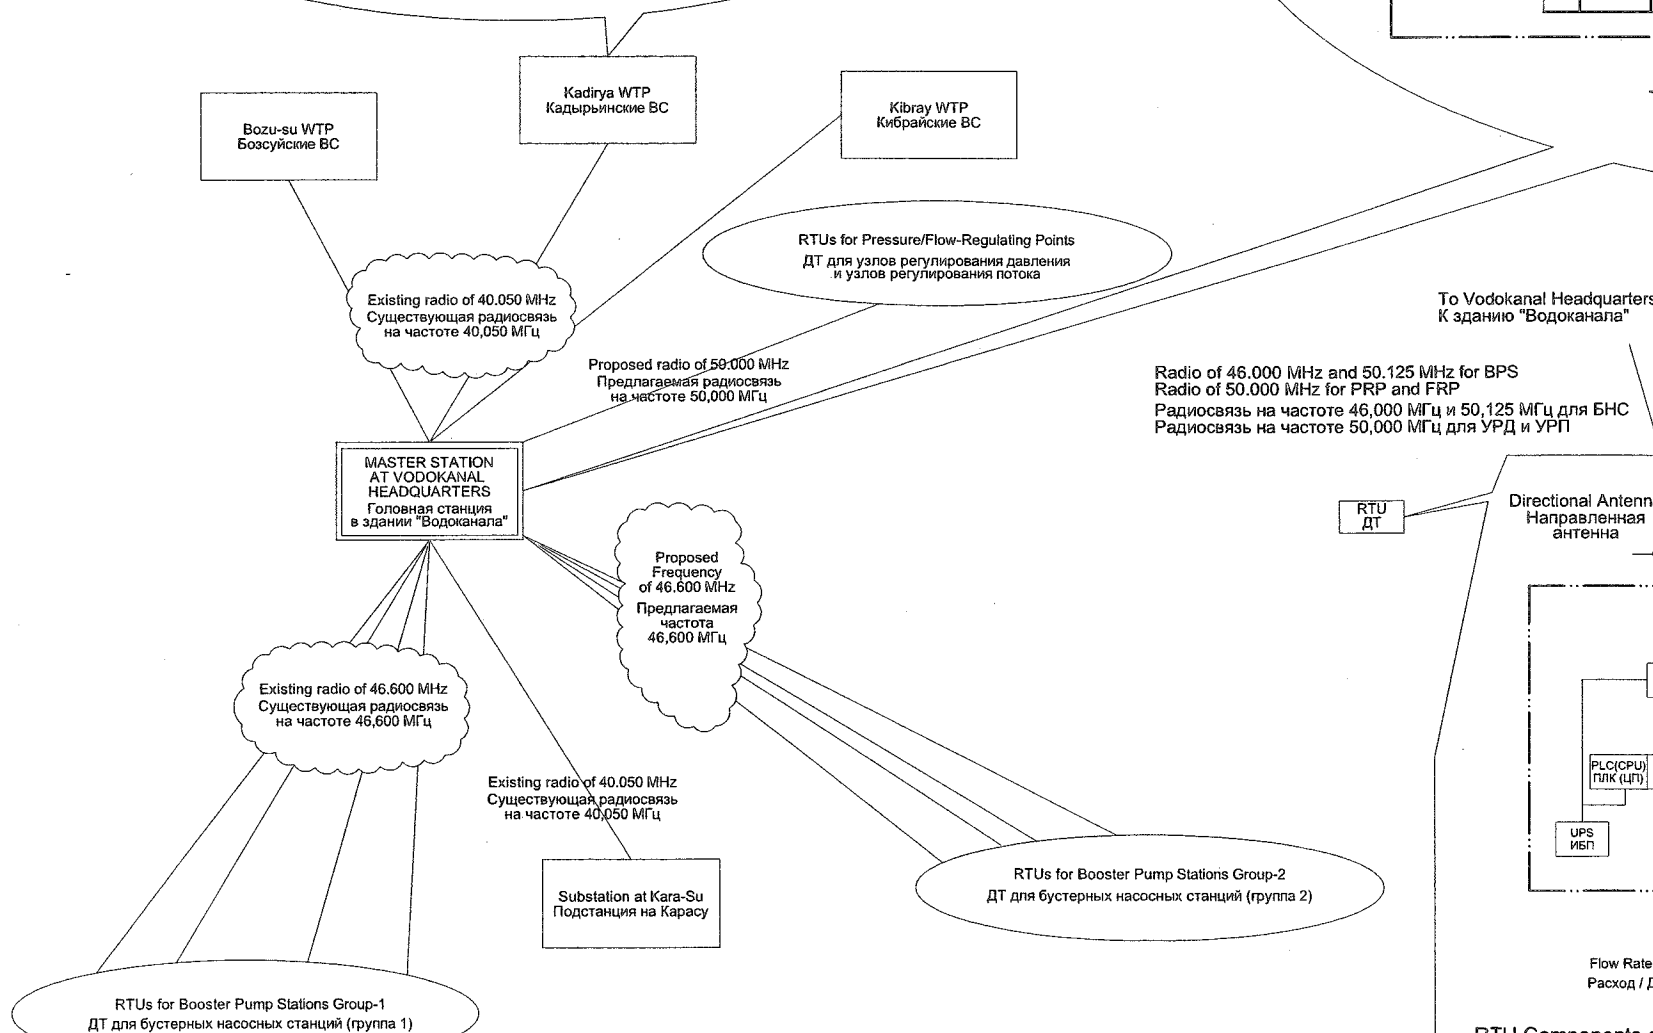 Kadirya WTP
Кадырьинские ВС
Kibray WTP
Кибрайские ВС
Bozu-su WTP
Бозсуйские ВС
RTUs for Pressure/Flow-Regulating Points
ДТ для узлов регулирования давления
и узлов регулирования потока
Existing radio of 40.050 MHz
Существующая радиосвязь
на частоте 40,050 МГц
To Vodokanal Headquarters
К зданию "Водоканала"
Proposed radio of 50.000 MHz
Предлагаемая радиосвязь
на частоте 50,000 МГц
Radio of 46.000 MHz and 50.125 MHz for BPS
Radio of 50.000 MHz for PRP and FRP
Радиосвязь на частоте 46,000 МГц и 50,125 МГц для БНС
Радиосвязь на частоте 50,000 МГц для УРД и УРП
MASTER STATION
AT VODOKANAL
HEADQUARTERS
Головная станция
в здании "Водоканала"
RTU
ДТ
Directional Antenn
Направленная
антенна
Proposed
Frequency
of 46.600 MHz
Предлагаемая
частота
46,600 МГц
Existing radio of 46.600 MHz
Существующая радиосвязь
на частоте 46,600 МГц
PLC(CPU)
ПЛК (ЦП)
UPS
ИБП
Existing radio of 40.050 MHz
Существующая радиосвязь
на частоте 40,050 МГц
RTUs for Booster Pump Stations Group-2
ДТ для бустерных насосных станций (группа 2)
Substation at Kara-Su
Подстанция на Карасу
Flow Rate
Расход / Д
RTUs for Booster Pump Stations Group-1
ДТ для бустерных насосных станций (группа 1)
RTU Components